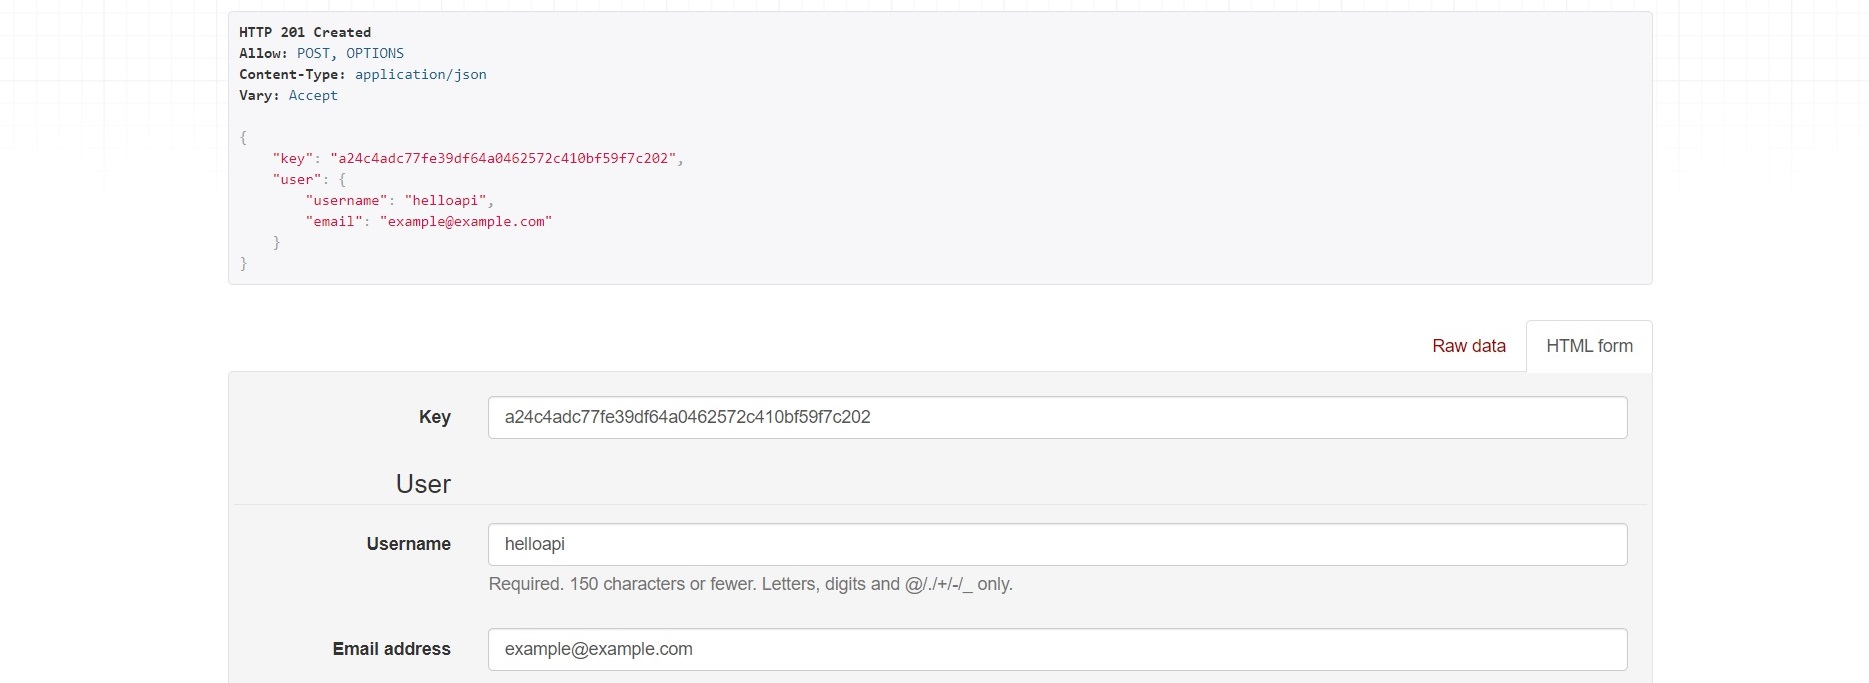 HTTP 201 Created
Allow: POST, OPTIONS
Content-Type: application/json
Vary: Accept
{
"key": "a24c4adc77fe39df64a0462572c410bf59f7c202",
"user": {
"username": "helloapi",
"email": "example@example.com"
}
}
Raw data HTML form
Key a24c4adc77fe39df64a0462572c410bf59f7c202
User
Username helloapi
Required. 150 characters or fewer. Letters, digits and @/./+/-/_ only.
Email address example@example.com